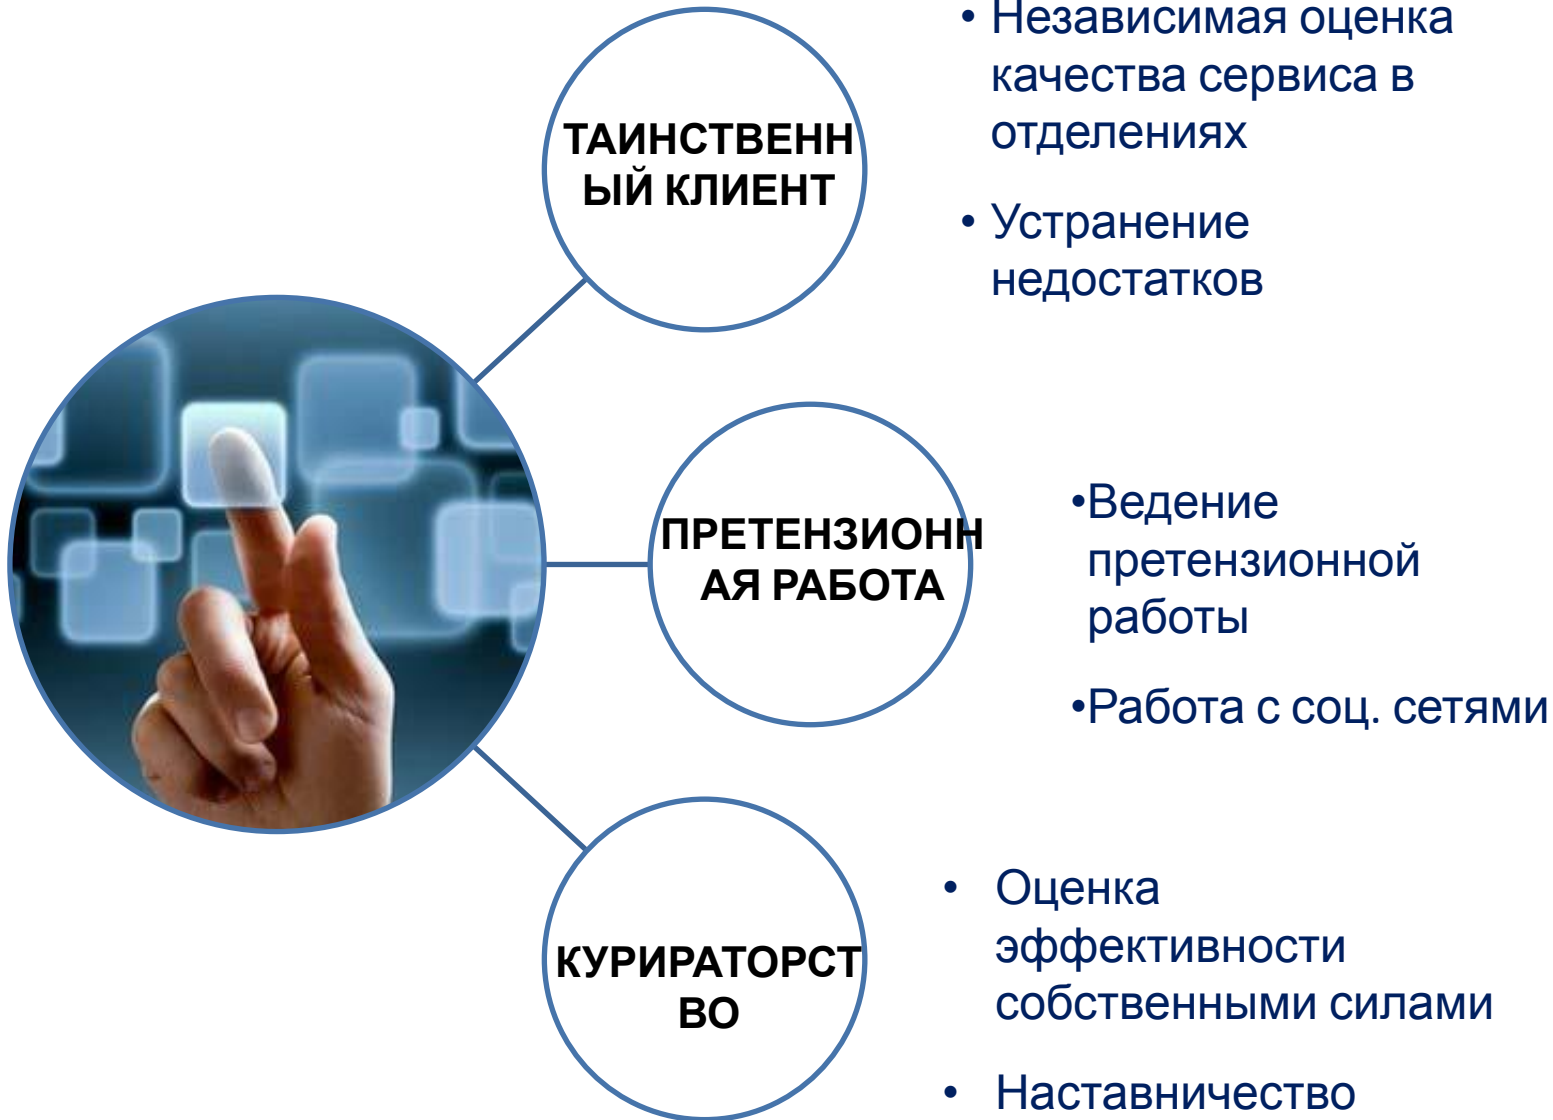 ТАИНСТВЕНН
ЫЙ КЛИЕНТ
• Независимая оценка
качества сервиса в
отделениях
• Устранение
недостатков
ПРЕТЕНЗИОНН
АЯ РАБОТА
•Ведение
претензионной
работы
•Работа с соц. сетями
КУРИРАТОРСТ
ВО
• Оценка
эффективности
собственными силами
• Наставничество